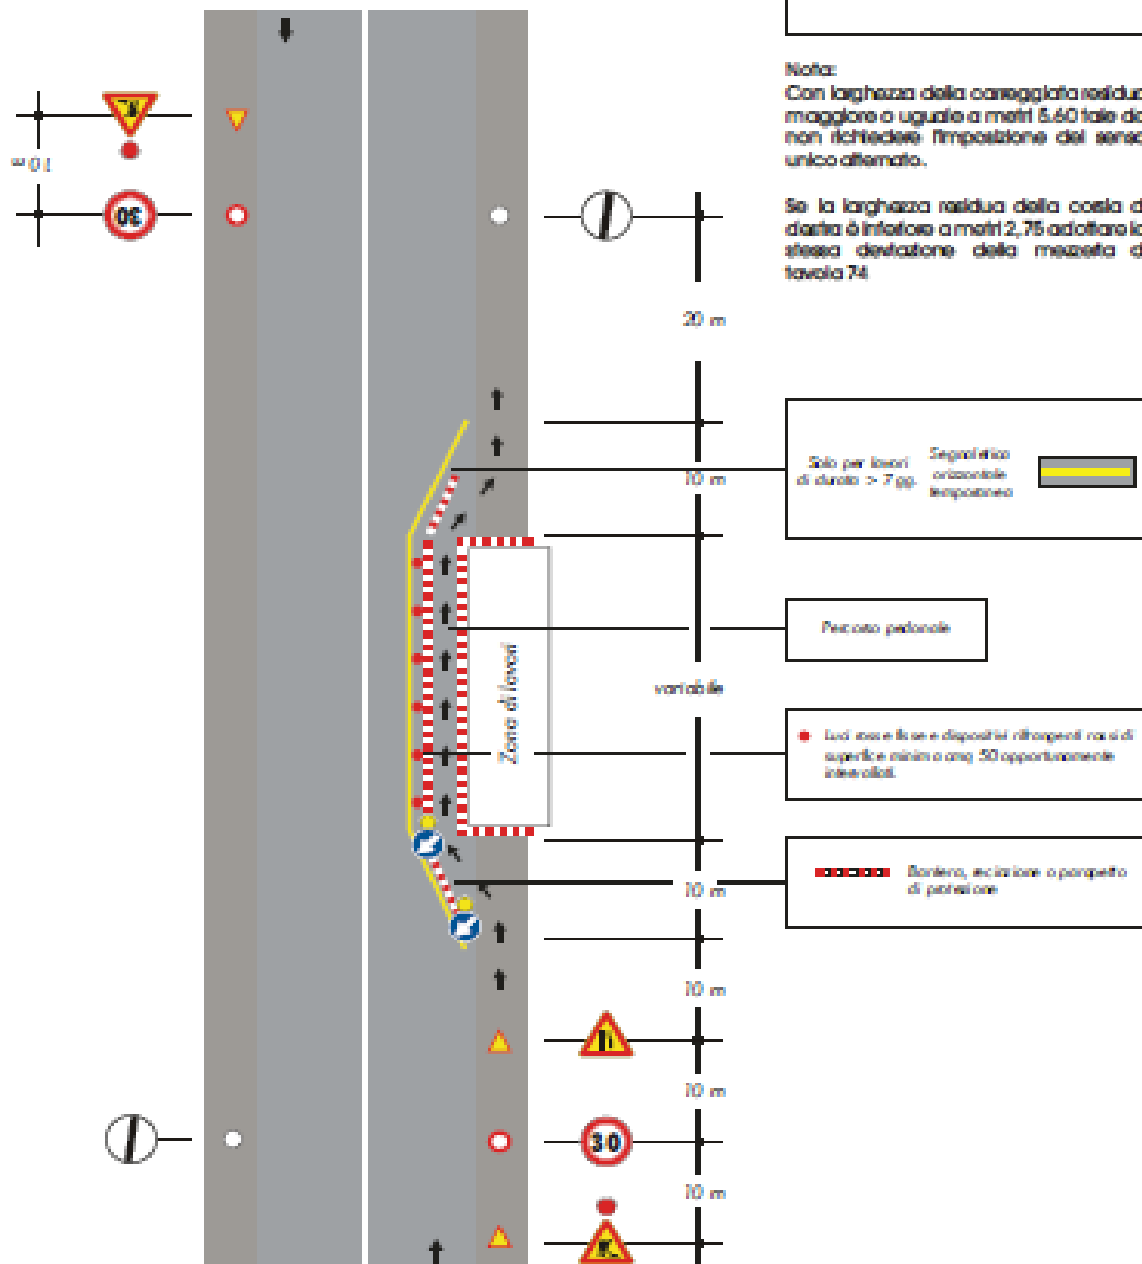 Nota:
Con larghezza della carreggiata residua
maggiore o uguale a metri 5.60 tale da
non richiedere l'imposizione del senso
unico alternato.
Se la larghezza residua della corsia di
destra è inferiore a metri 2,75 adottare la
stessa deviazione della mezzeria di
tavola 74
10 m
30
20 m
10 m
Solo per lavori
di durata > 7 gg.
Segnaletica
orizzontale
temporanea
Percorso pedonale
Zona di lavori
variabile
Luci rosse fisse e dispositivi rifrangenti rossi di
superficie minima cmq 50 opportunamente
intervallati.
10 m
Barriera, recinzione o parapetto
di protezione
10 m
10 m
30
10 m